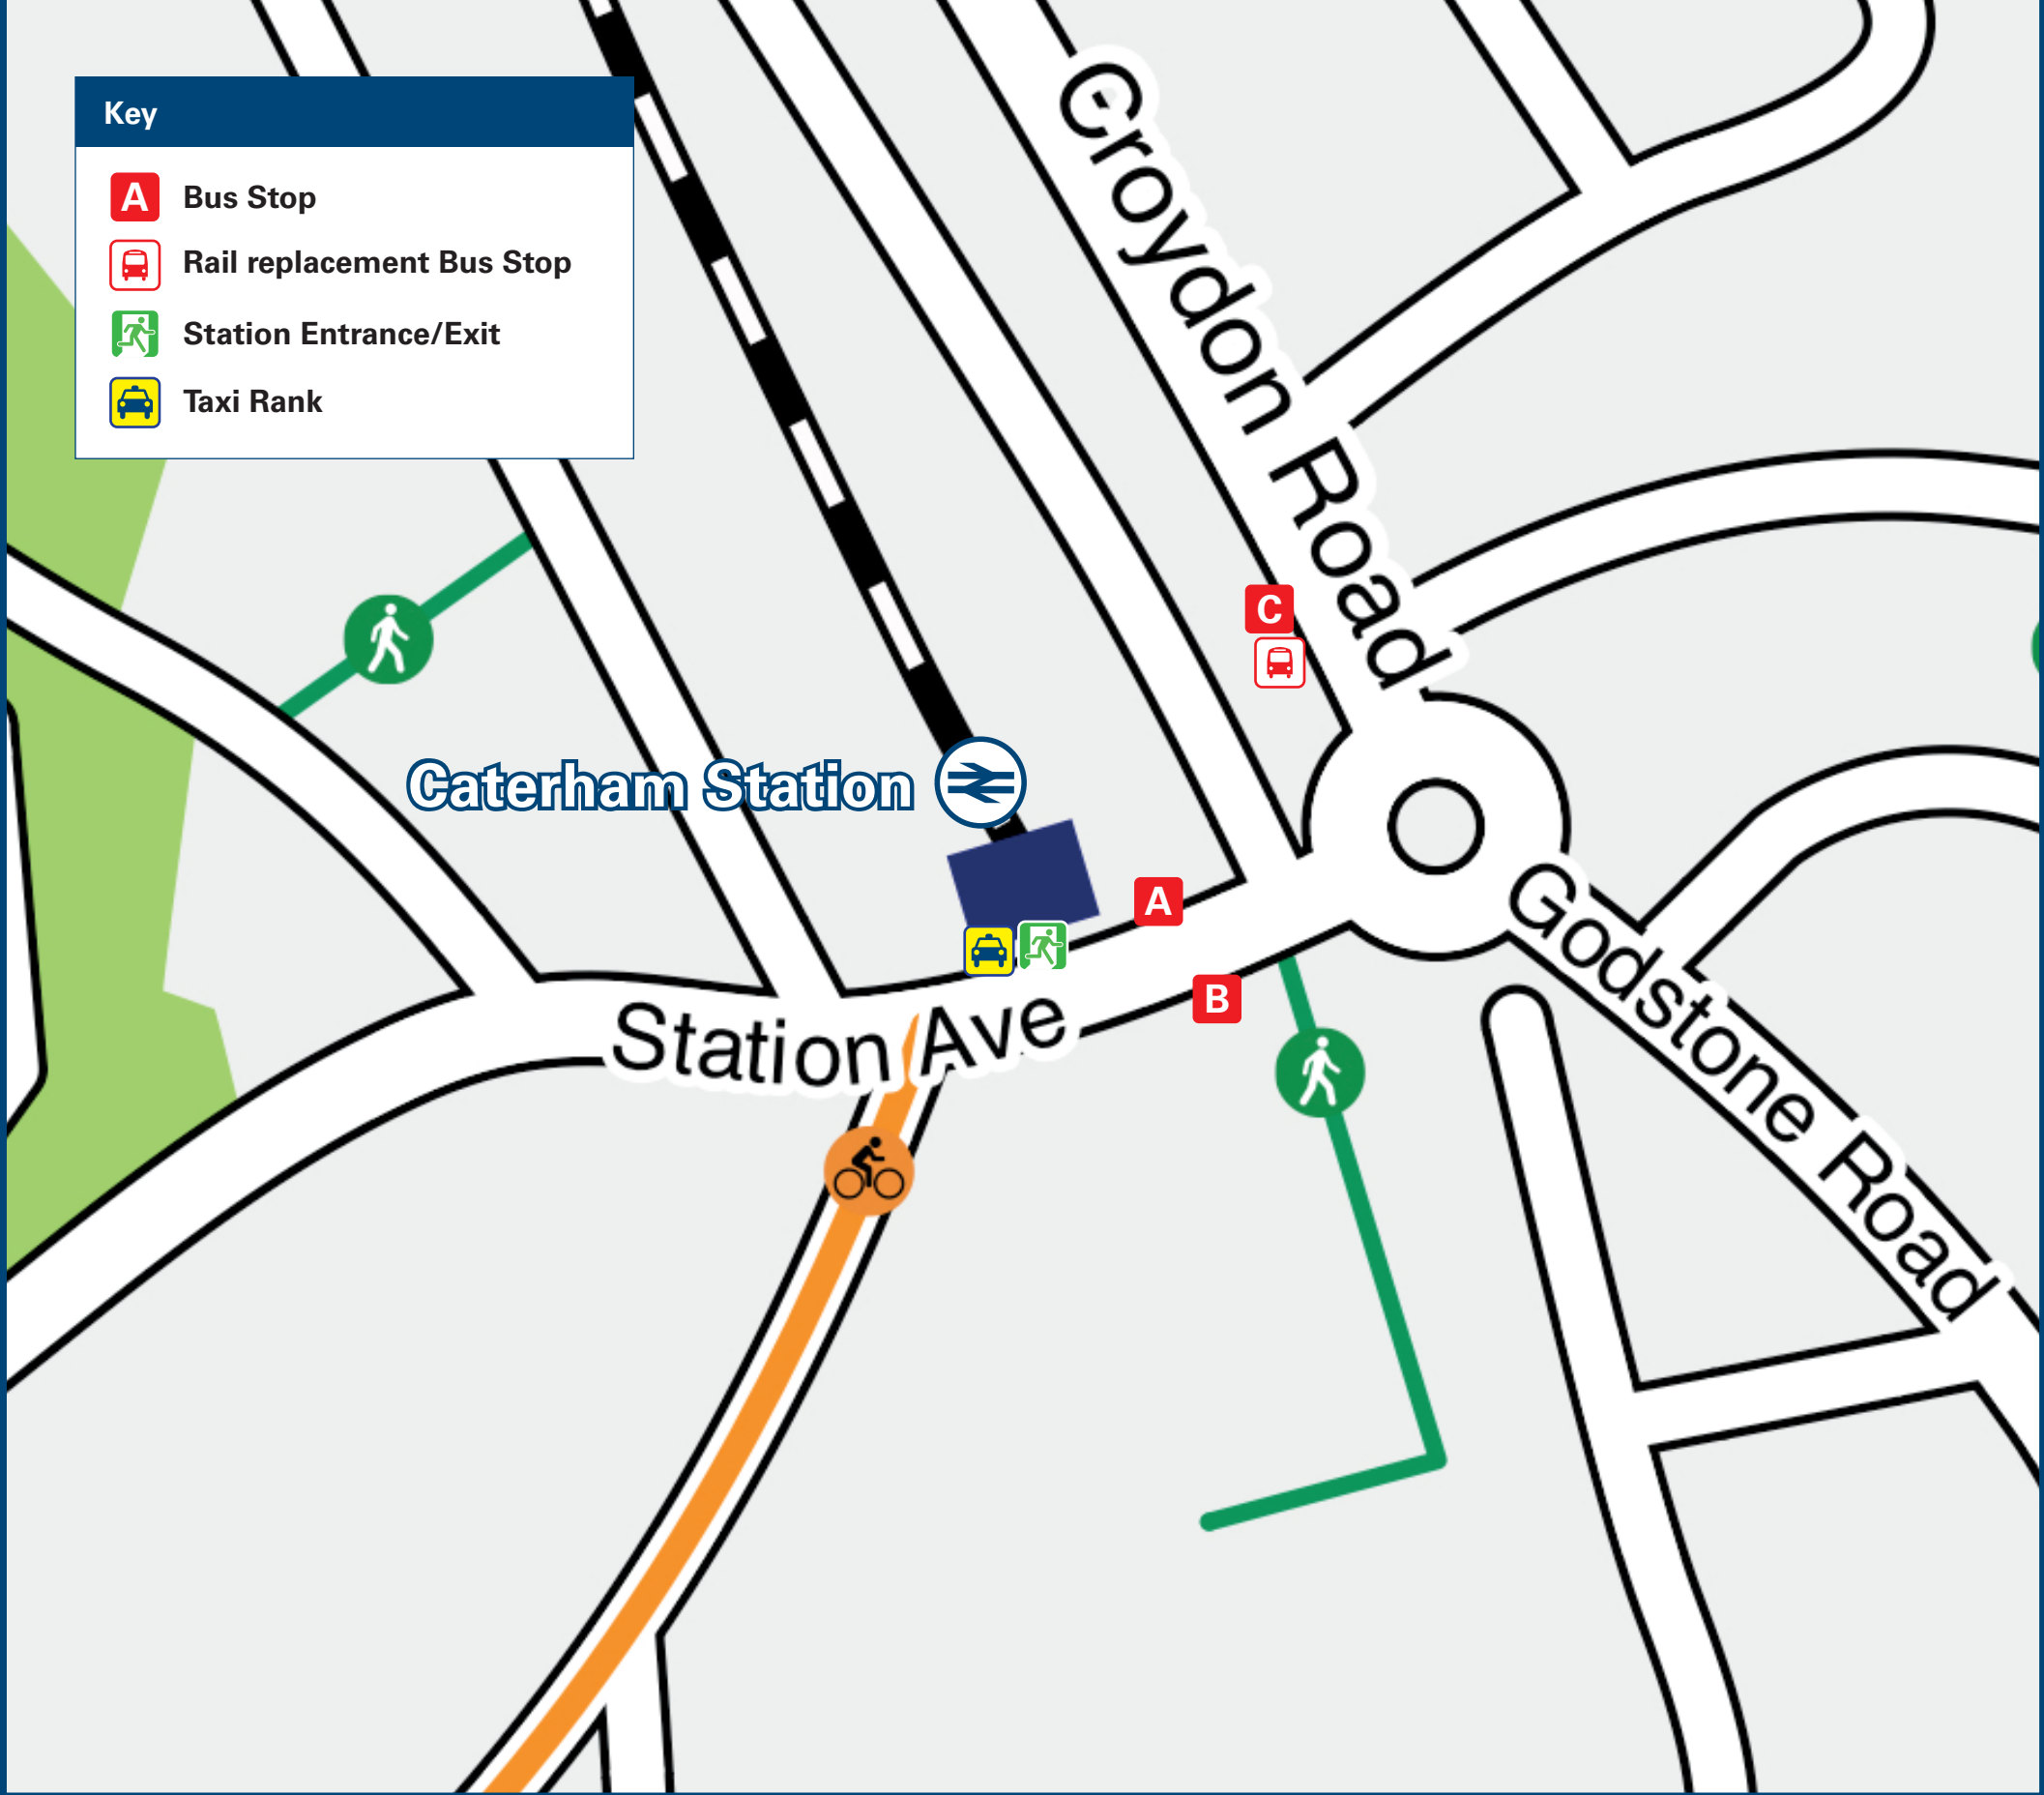 Key
A Bus Stop
Rail replacement Bus Stop
Station Entrance/Exit
Taxi Rank
Croydon Road
C
Caterham Station
A
B
Station Ave
Godstone Road